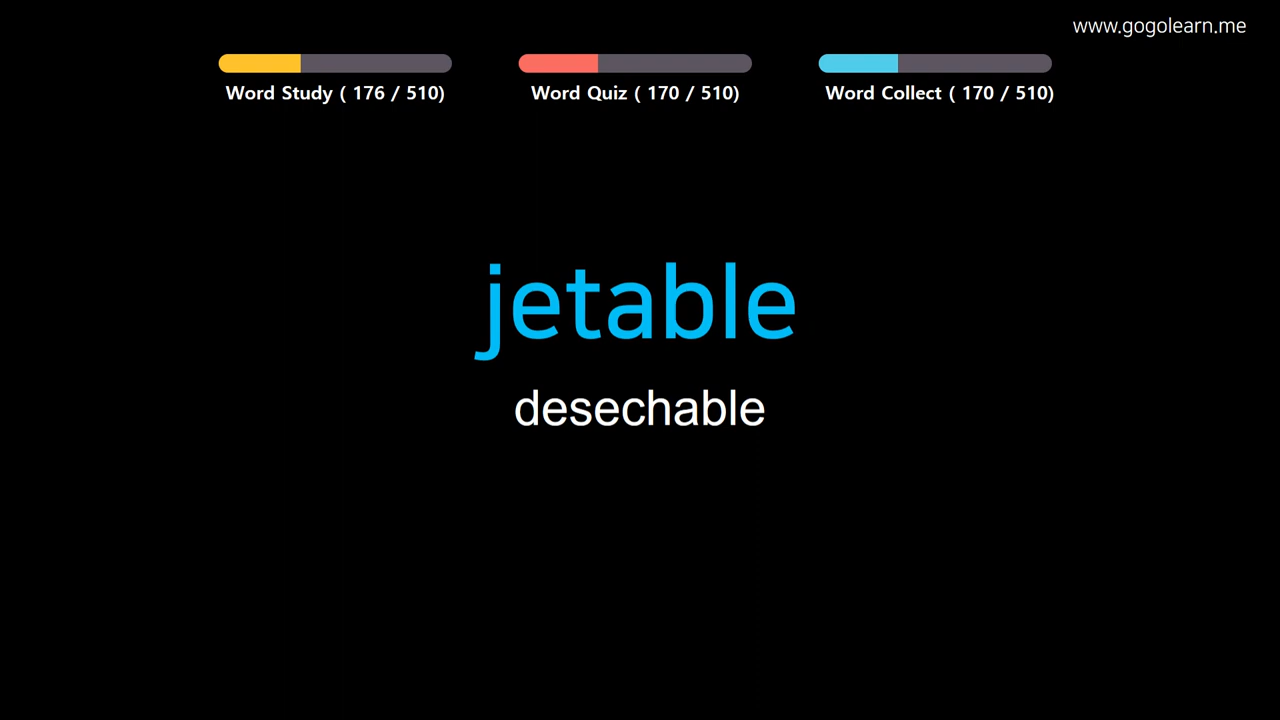 www.gogolearn.me
Word Study ( 176 / 510)
Word Quiz ( 170 / 510)
Word Collect ( 170 / 510)
jetable
desechable